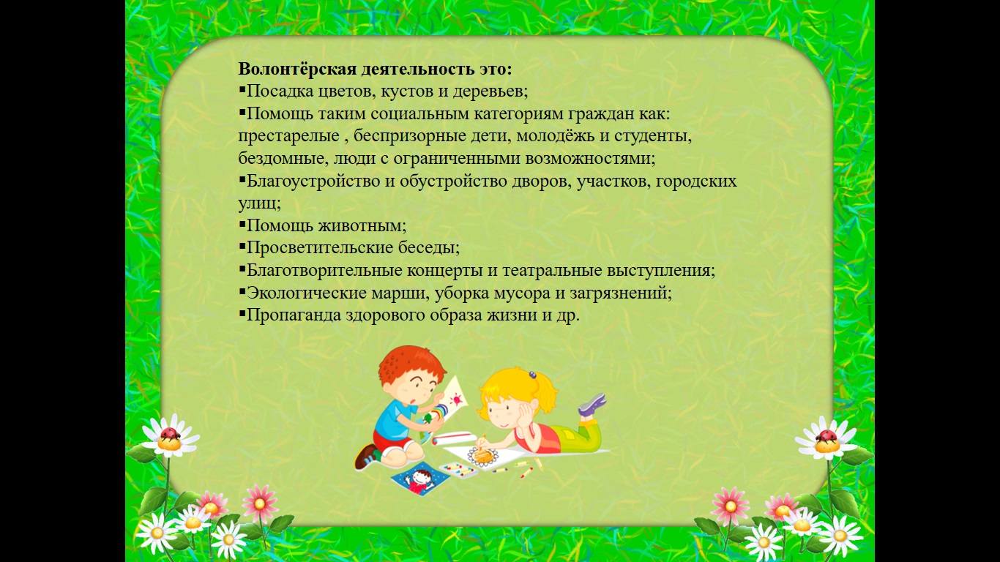 Волонтёрская деятельность это:
▪Посадка цветов, кустов и деревьев;
▪Помощь таким социальным категориям граждан как:
престарелые , беспризорные дети, молодёжь и студенты,
бездомные, люди с ограниченными возможностями;
▪Благоустройство и обустройство дворов, участков, городских
улиц;
▪Помощь животным;
▪Просветительские беседы;
▪Благотворительные концерты и театральные выступления;
▪Экологические марши, уборка мусора и загрязнений;
▪Пропаганда здорового образа жизни и др.